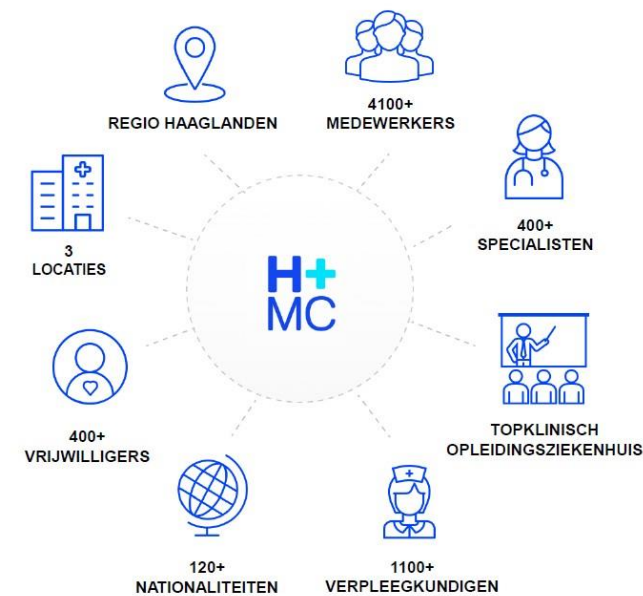 REGIO HAAGLANDEN
4100+
MEDEWERKERS
400+
SPECIALISTEN
3
LOCATIES
H+
MC
400+
VRIJWILLIGERS
TOPKLINISCH
OPLEIDINGSZIEKENHUIS
120+
NATIONALITEITEN
1100+
VERPLEEGKUNDIGEN